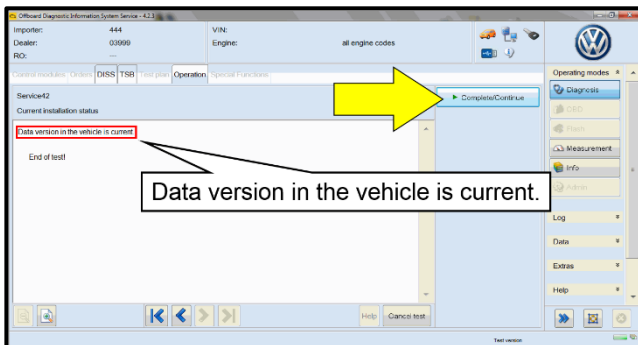 Offboard Diagnostic Information System Service - 4.2.3
Importer: 444 VIN:
Dealer: 03999 Engine: all engine codes
RO: ---
Control modules Orders DISS TSB Test plan Operation Special Functions
Operating modes
Service42
Current installation status
Complete/Continue
Diagnosis
OBD
Flash
Measurement
Info
Admin
Data version in the vehicle is current.
End of test!
Data version in the vehicle is current.
Log
Data
Extras
Help
Help Cancel test
Test version